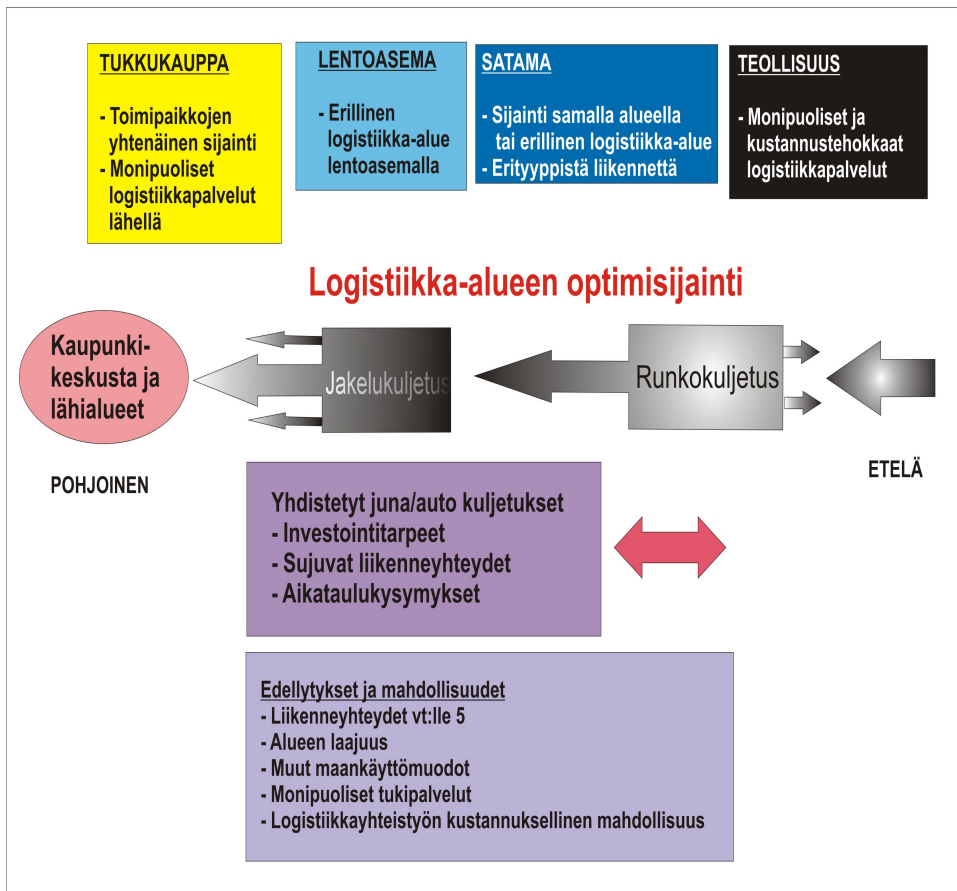 TUKKUKAUPPA
- Toimipaikkojen
yhtenäinen sijainti
- Monipuoliset
logistiikkapalvelut
lähellä
LENTOASEMA
- Erillinen
logistiikka-alue
lentoasemalla
SATAMA
- Sijainti samalla alueella
tai erillinen logistiikka-alue
- Erityyppistä liikennettä
TEOLLISUUS
- Monipuoliset ja
kustannustehokkaat
logistiikkapalvelut
Logistiikka-alueen optimisijainti
Kaupunki-
keskusta ja
lähialueet
Jakelukuljetus
Runkokuljetus
POHJOINEN
ETELÄ
Yhdistetyt juna/auto kuljetukset
- Investointitarpeet
- Sujuvat liikenneyhteydet
- Aikataulukysymykset
Edellytykset ja mahdollisuudet
- Liikenneyhteydet vt:lle 5
- Alueen laajuus
- Muut maankäyttömuodot
- Monipuoliset tukipalvelut
- Logistiikkayhteistyön kustannuksellinen mahdollisuus